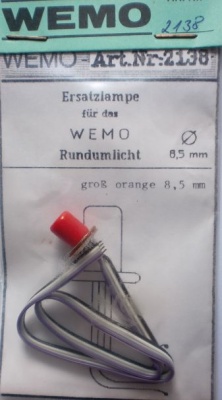 WEMO
2138
WEMO - Art.Nr:2138
Ersatzlampe
für das
WEMO
Rundumlicht
Ø
8,5 mm
groß orange 8,5 mm